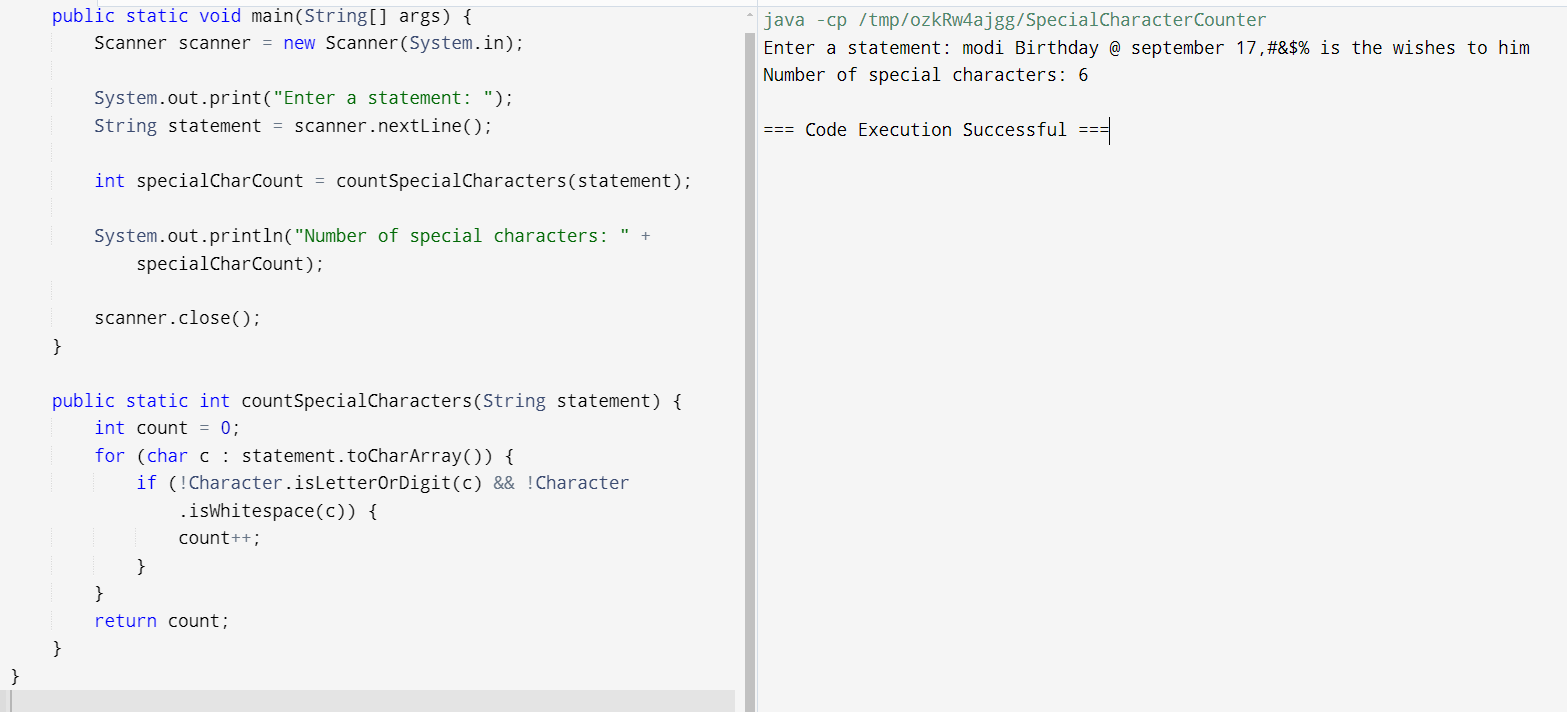 public static void main(String[] args) {
Scanner scanner = new Scanner(System.in);
System.out.print("Enter a statement: ");
String statement = scanner.nextLine();
int specialCharCount = countSpecialCharacters(statement);
System.out.println("Number of special characters: " +
specialCharCount);
scanner.close();
}
public static int countSpecialCharacters(String statement) {
int count = 0;
for (char c : statement.toCharArray()) {
if (!Character.isLetterOrDigit(c) && !Character
.isWhitespace(c)) {
count++;
}
}
return count;
}
}
java -cp /tmp/ozkRw4ajgg/SpecialCharacterCounter
Enter a statement: modi Birthday @ september 17,#&$% is the wishes to him
Number of special characters: 6
=== Code Execution Successful ===